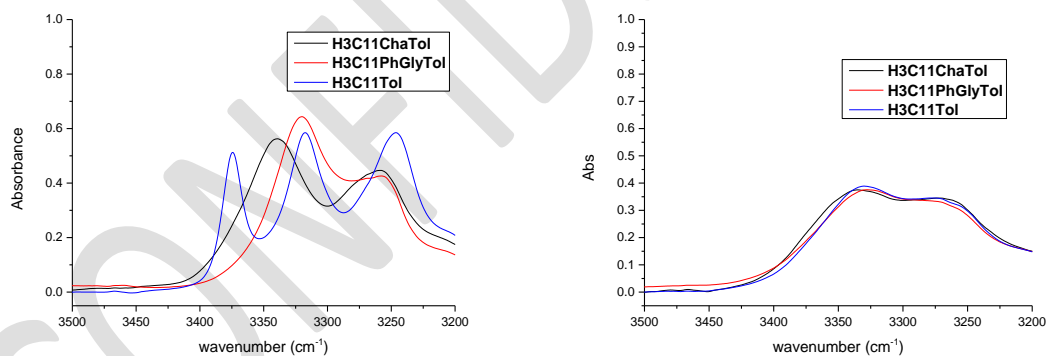 1.0
0.8
0.6
0.4
0.2
0.0
Absorbance
H3C11ChaTol
H3C11PhGlyTol
H3C11Tol
3500 3450 3400 3350 3300 3250 3200
wavenumber (cm-1)
1.0
0.9
0.8
0.7
0.6
0.5
0.4
0.3
0.2
0.1
0.0
Abs
H3C11ChaTol
H3C11PhGlyTol
H3C11Tol
3500 3450 3400 3350 3300 3250 3200
wavenumber (cm-1)